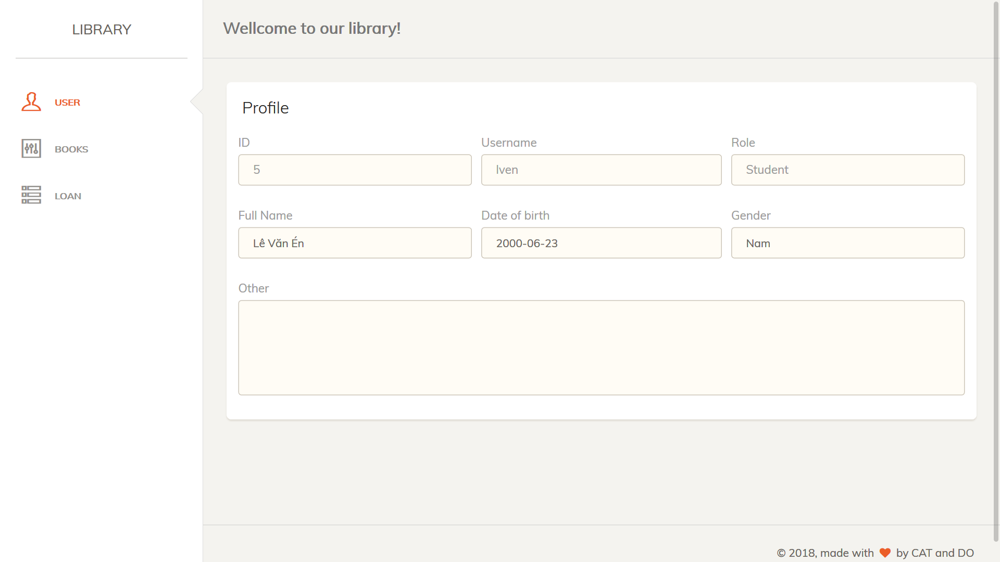 LIBRARY
Wellcome to our library!
USER
BOOKS
LOAN
Profile
ID
Username
Role
5
lven
Student
Full Name
Date of birth
Gender
Lê Văn Én
2000-06-23
Nam
Other
© 2018, made with by CAT and DO